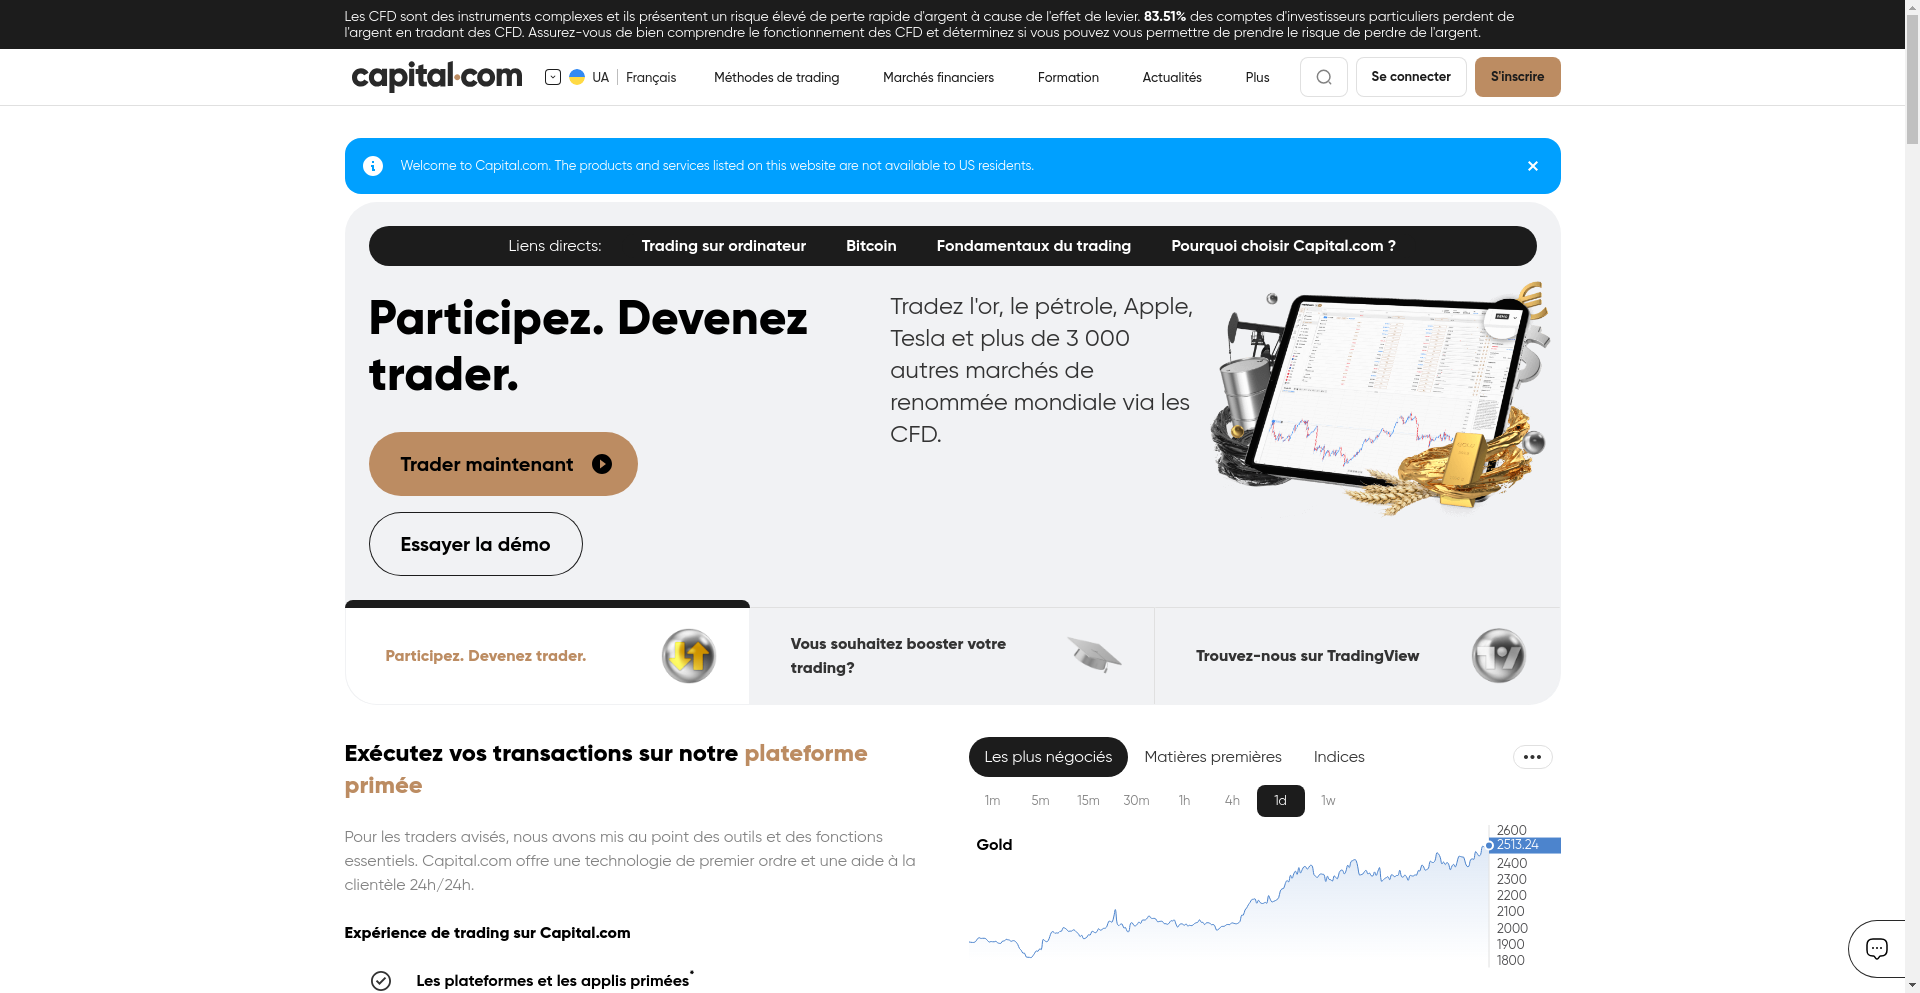 Les CFD sont des instruments complexes et ils présentent un risque élevé de perte rapide d'argent à cause de l'effet de levier. 83.51% des comptes d'investisseurs particuliers perdent de
l'argent en tradant des CFD. Assurez-vous de bien comprendre le fonctionnement des CFD et déterminez si vous pouvez vous permettre de prendre le risque de perdre de l'argent.
capital.com
UA
Français
Méthodes de trading
Marchés financiers
Formation
Actualités
Plus
Se connecter
S'inscrire
Welcome to Capital.com. The products and services listed on this website are not available to US residents.
Liens directs:
Trading sur ordinateur
Bitcoin
Fondamentaux du trading
Pourquoi choisir Capital.com ?
Participez. Devenez
trader.
Tradez l'or, le pétrole, Apple,
Tesla et plus de 3 000
autres marchés de
renommée mondiale via les
CFD.
Trader maintenant
Essayer la démo
Participez. Devenez trader.
Vous souhaitez booster votre
trading?
Trouvez-nous sur TradingView
Exécutez vos transactions sur notre plateforme
primée
Pour les traders avisés, nous avons mis au point des outils et des fonctions
essentiels. Capital.com offre une technologie de premier ordre et une aide à la
clientèle 24h/24h.
Expérience de trading sur Capital.com
Les plateformes et les applis primées*
Les plus négociés
Matières premières
Indices
1m
5m
15m
30m
1h
4h
1d
1w
Gold
2600
2513.24
2400
2300
2200
2100
2000
1900
1800